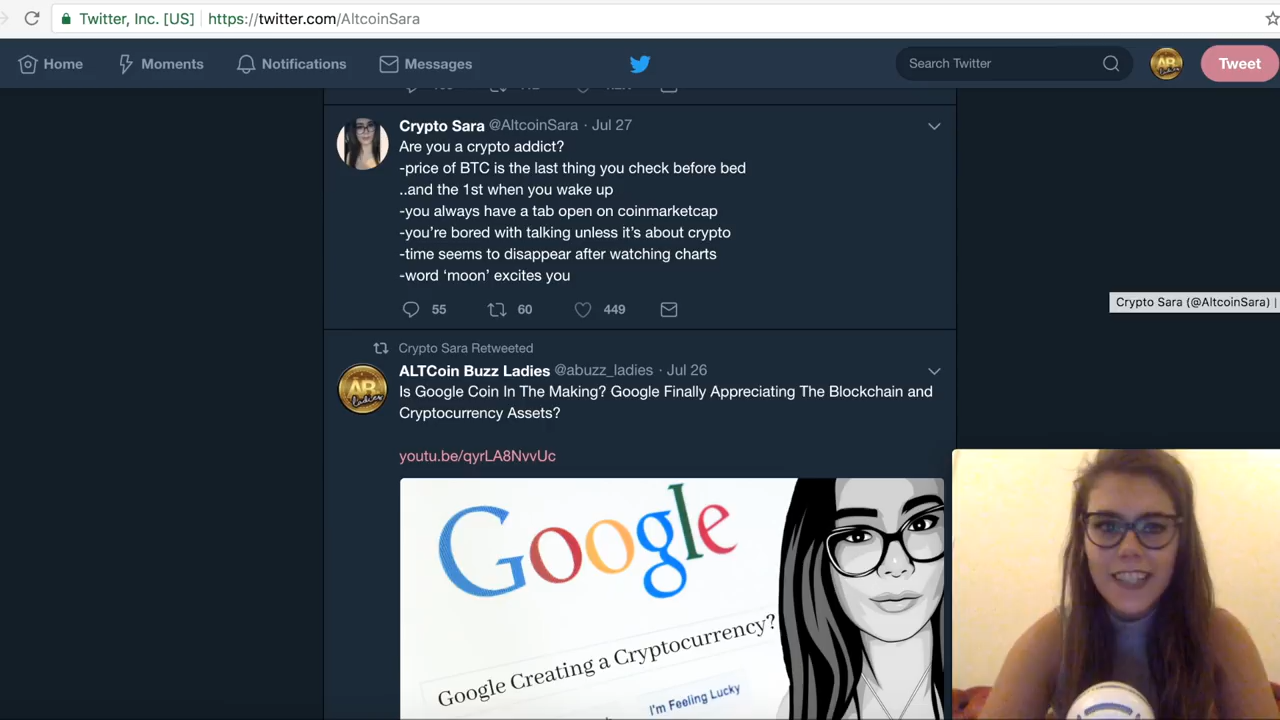 Twitter, Inc. [US] https://twitter.com/AltcoinSara
Home Moments Notifications Messages Search Twitter Tweet
Crypto Sara @AltcoinSara · Jul 27
Are you a crypto addict?
-price of BTC is the last thing you check before bed
..and the 1st when you wake up
-you always have a tab open on coinmarketcap
-you’re bored with talking unless it’s about crypto
-time seems to disappear after watching charts
-word ‘moon’ excites you
55 60 449
Crypto Sara (@AltcoinSara) |
Crypto Sara Retweeted
ALTCoin Buzz Ladies @abuzz_ladies · Jul 26
Is Google Coin In The Making? Google Finally Appreciating The Blockchain and
Cryptocurrency Assets?
youtu.be/qyrLA8NvvUc
Google
Google Creating a Cryptocurrency?
I'm Feeling Lucky